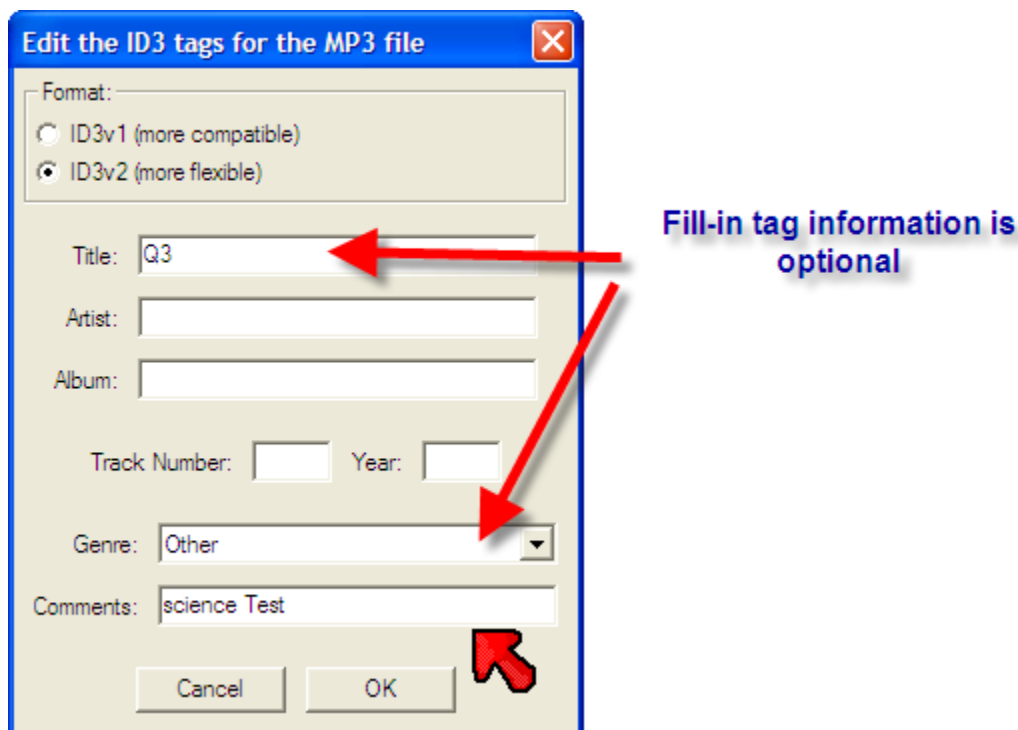 Edit the ID3 tags for the MP3 file
Format:
ID3v1 (more compatible)
ID3v2 (more flexible)
Fill-in tag information is
optional
Title: Q3
Artist:
Album:
Track Number: Year:
Genre: Other
Comments: science Test
Cancel OK